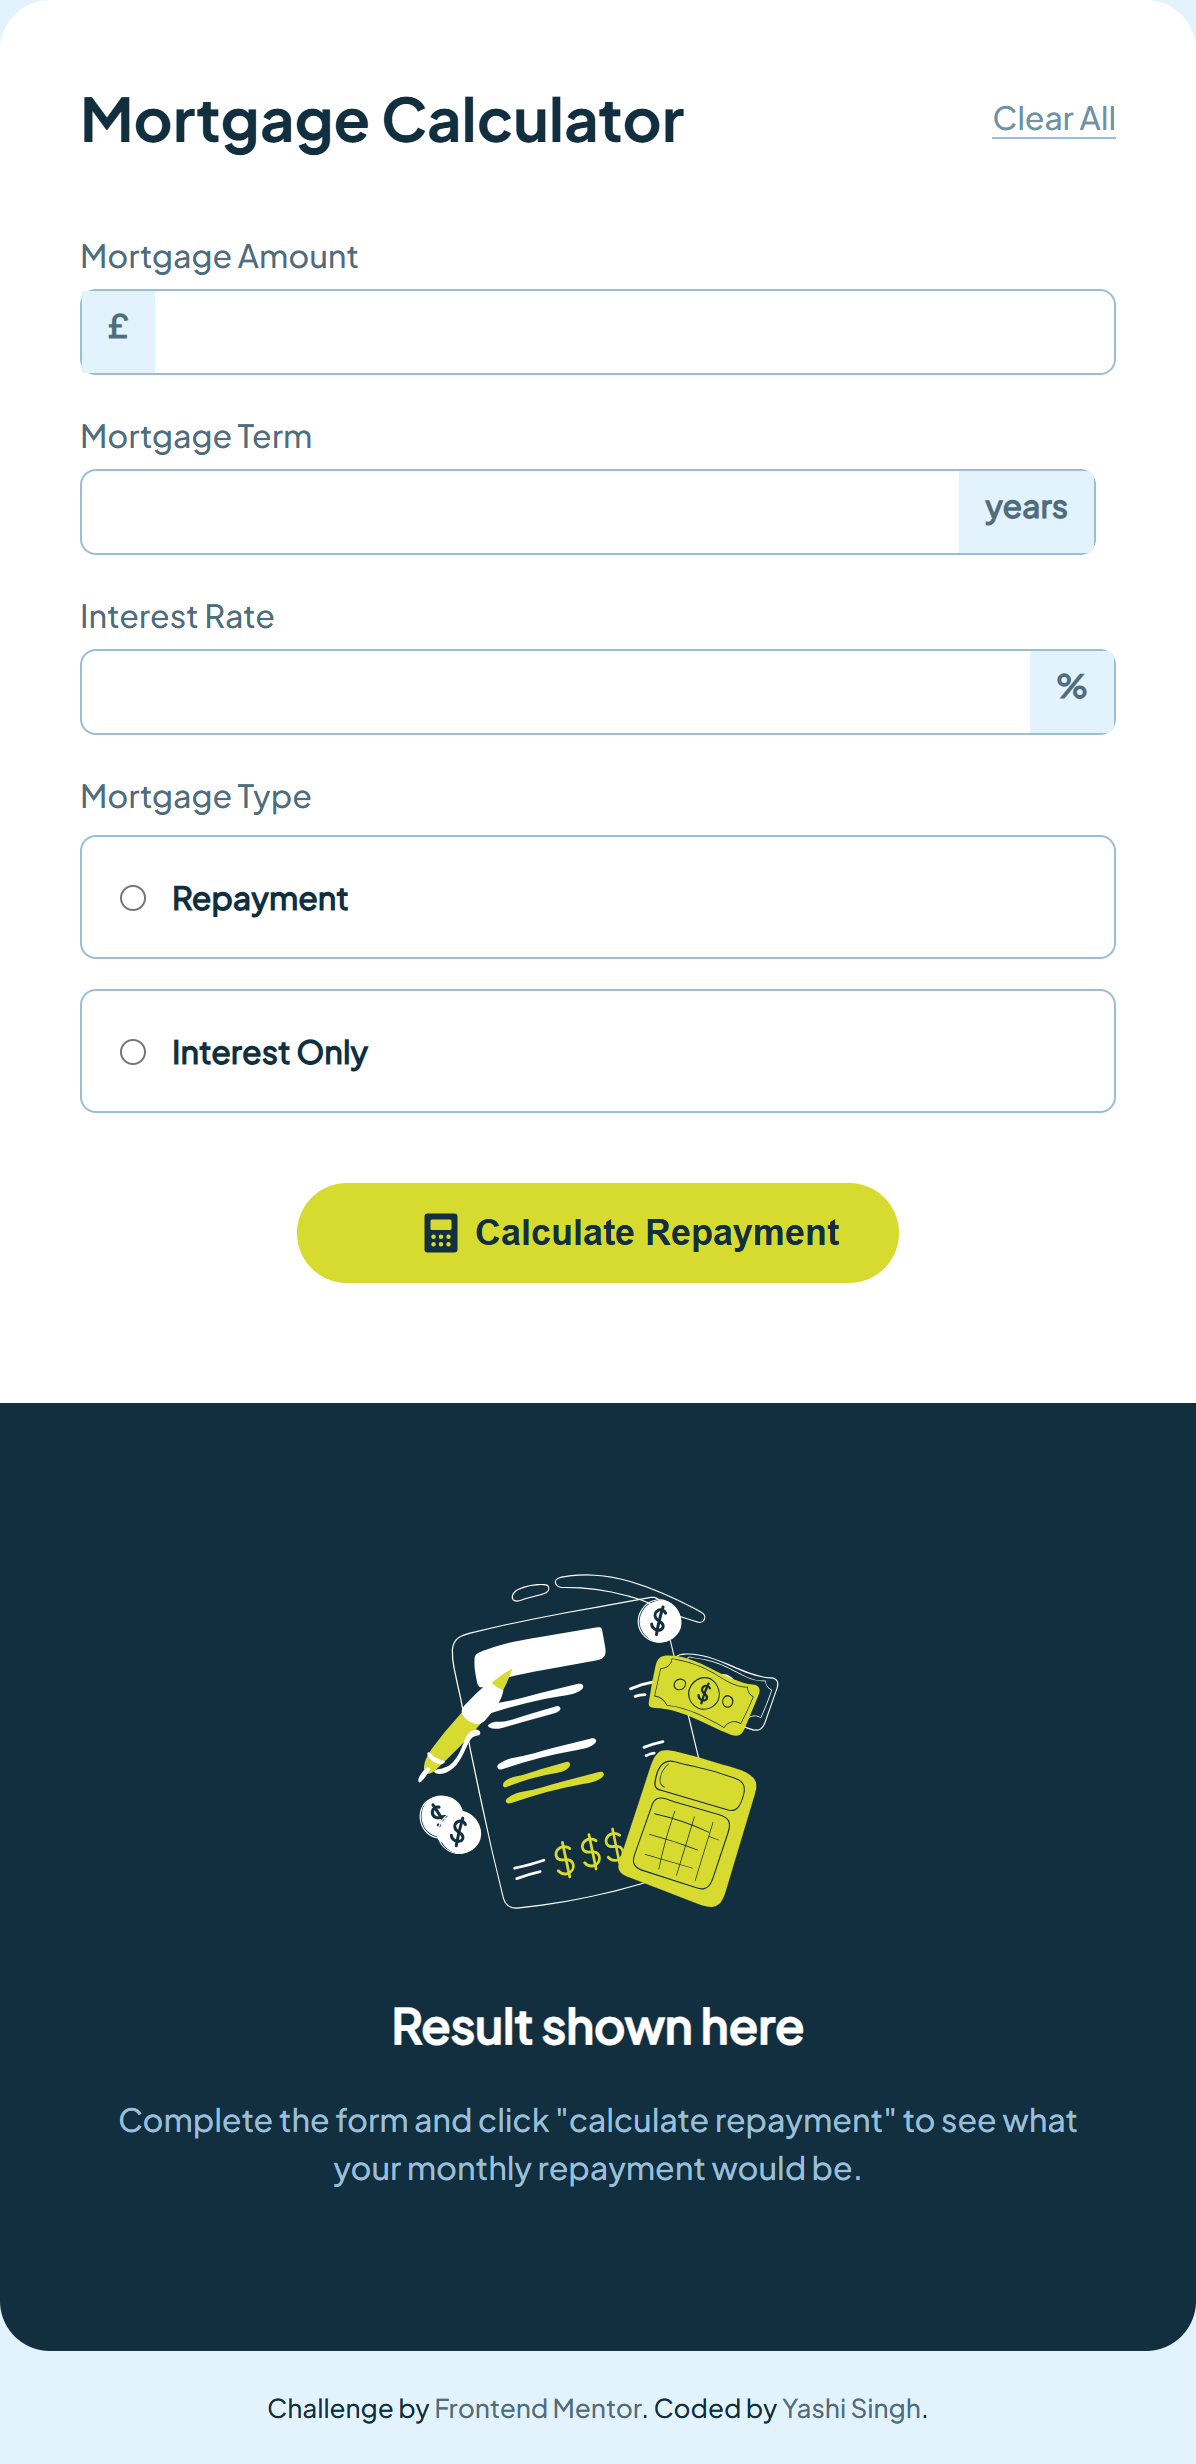 Mortgage Calculator
Clear All
Mortgage Amount
£
Mortgage Term
years
Interest Rate
%
Mortgage Type
Repayment
Interest Only
Calculate Repayment
$
$
$ $
$$$
Result shown here
Complete the form and click "calculate repayment" to see what
your monthly repayment would be.
Challenge by Frontend Mentor. Coded by Yashi Singh.